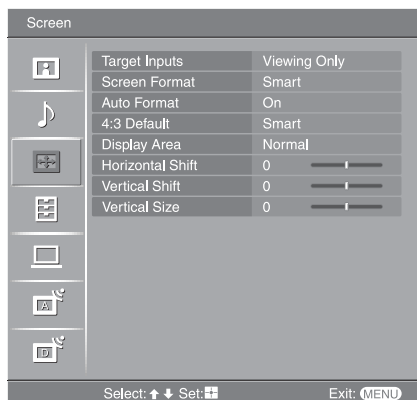 Screen
Target Inputs Viewing Only
Screen Format Smart
Auto Format On
4:3 Default Smart
Display Area Normal
Horizontal Shift 0
Vertical Shift 0
Vertical Size 0
A
D
Select: Set: Exit: MENU